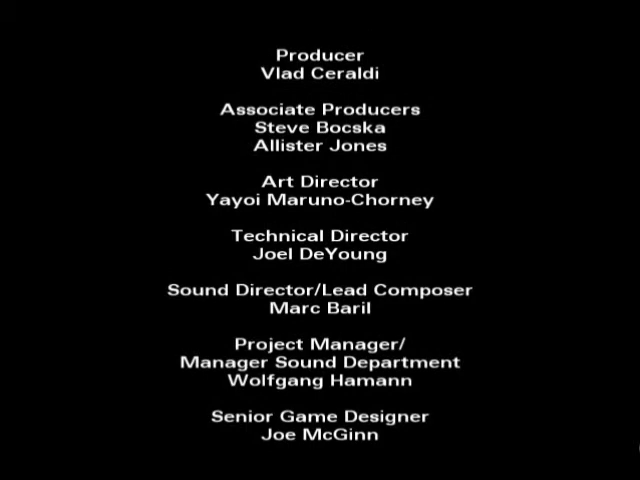 Producer
Vlad Ceraldi
Associate Producers
Steve Bocska
Allister Jones
Art Director
Yayoi Maruno-Chorney
Technical Director
Joel DeYoung
Sound Director/Lead Composer
Marc Baril
Project Manager/
Manager Sound Department
Wolfgang Hamann
Senior Game Designer
Joe McGinn